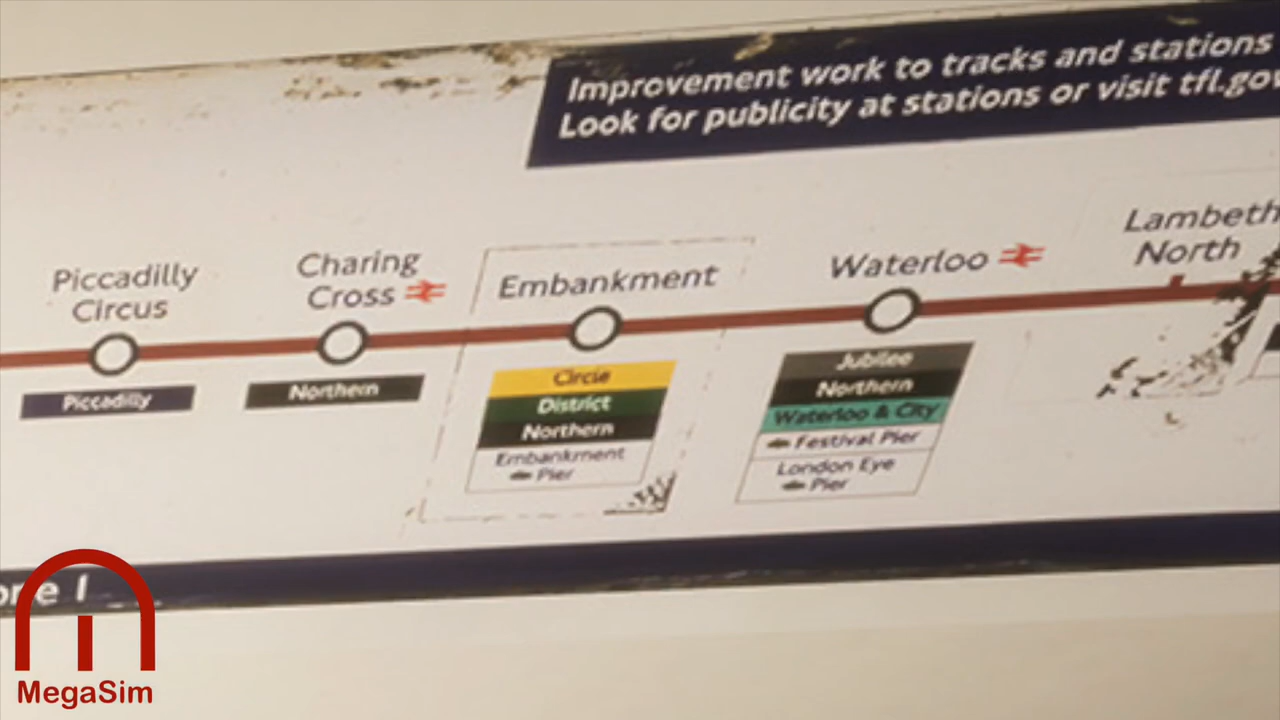 Improvement work to tracks and stations
Look for publicity at stations or visit tfl.gov
Piccadilly
Circus
Charing
Cross
Embankment
Waterloo
Lambeth
North
Piccadilly
Northern
Circle
District
Northern
Embankment
Pier
Jubilee
Northern
Waterloo & City
Festival Pier
London Eye
Pier
one 1
MegaSim